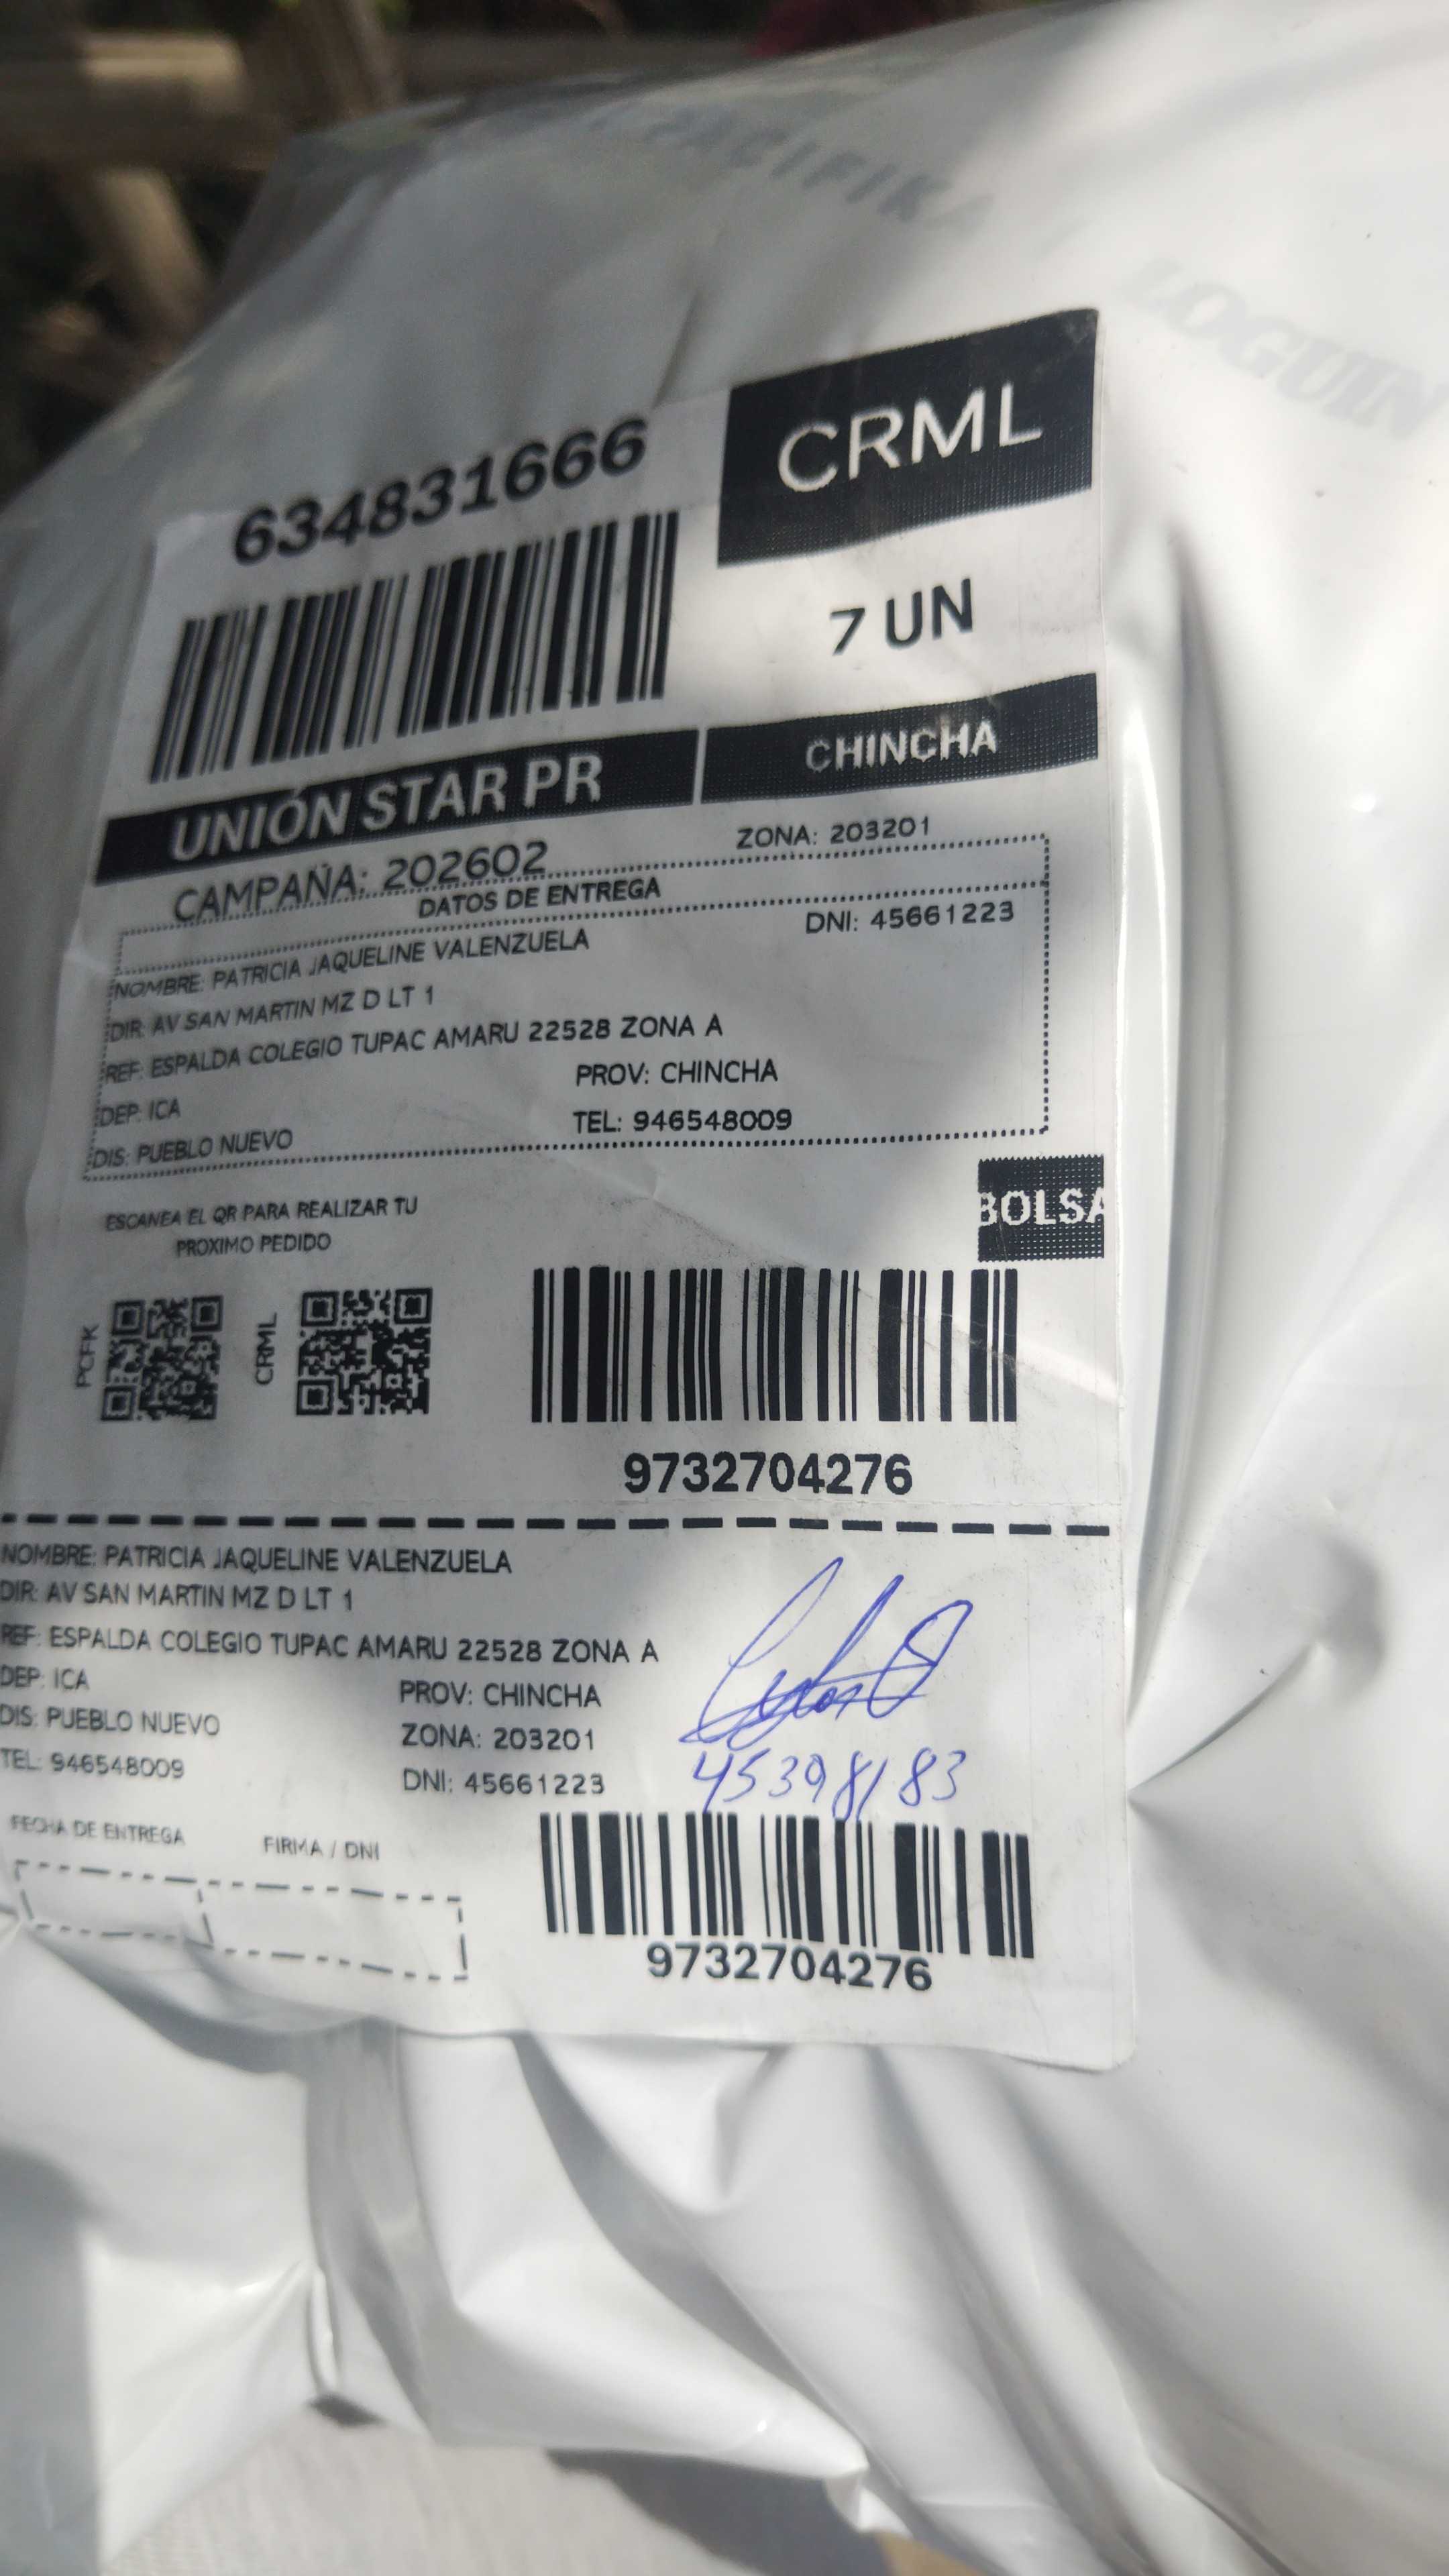 PACIFIKA
LOGUIN
634831666
CRML
7 UN
UNIÓN STAR PR
CHINCHA
CAMPAÑA: 202602
ZONA: 203201
DATOS DE ENTREGA
NOMBRE: PATRICIA JAQUELINE VALENZUELA
DNI: 45661223
DIR: AV SAN MARTIN MZ D LT 1
REF: ESPALDA COLEGIO TUPAC AMARU 22528 ZONA A
DEP: ICA
PROV: CHINCHA
DIS: PUEBLO NUEVO
TEL: 946548009
ESCANEA EL QR PARA REALIZAR TU
PROXIMO PEDIDO
BOLSA
PCFK
CRML
9732704276
NOMBRE: PATRICIA JAQUELINE VALENZUELA
DIR: AV SAN MARTIN MZ D LT 1
REF: ESPALDA COLEGIO TUPAC AMARU 22528 ZONA A
DEP: ICA
PROV: CHINCHA
DIS: PUEBLO NUEVO
ZONA: 203201
TEL: 946548009
DNI: 45661223
45398183
FECHA DE ENTREGA
FIRMA / DNI
9732704276